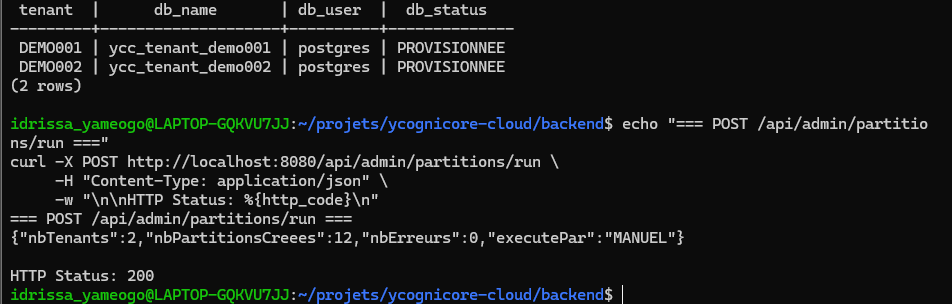 tenant  |      db_name       | db_user  |  db_status
---------+--------------------+----------+--------------
 DEMO001 | ycc_tenant_demo001 | postgres | PROVISIONNEE
 DEMO002 | ycc_tenant_demo002 | postgres | PROVISIONNEE
(2 rows)

idrissa_yameogo@LAPTOP-GQKVU7JJ:~/projets/ycognicore-cloud/backend$ echo "=== POST /api/admin/partitio
ns/run ==="
curl -X POST http://localhost:8080/api/admin/partitions/run \
     -H "Content-Type: application/json" \
     -w "\n\nHTTP Status: %{http_code}\n"
=== POST /api/admin/partitions/run ===
{"nbTenants":2,"nbPartitionsCreees":12,"nbErreurs":0,"executePar":"MANUEL"}

HTTP Status: 200
idrissa_yameogo@LAPTOP-GQKVU7JJ:~/projets/ycognicore-cloud/backend$